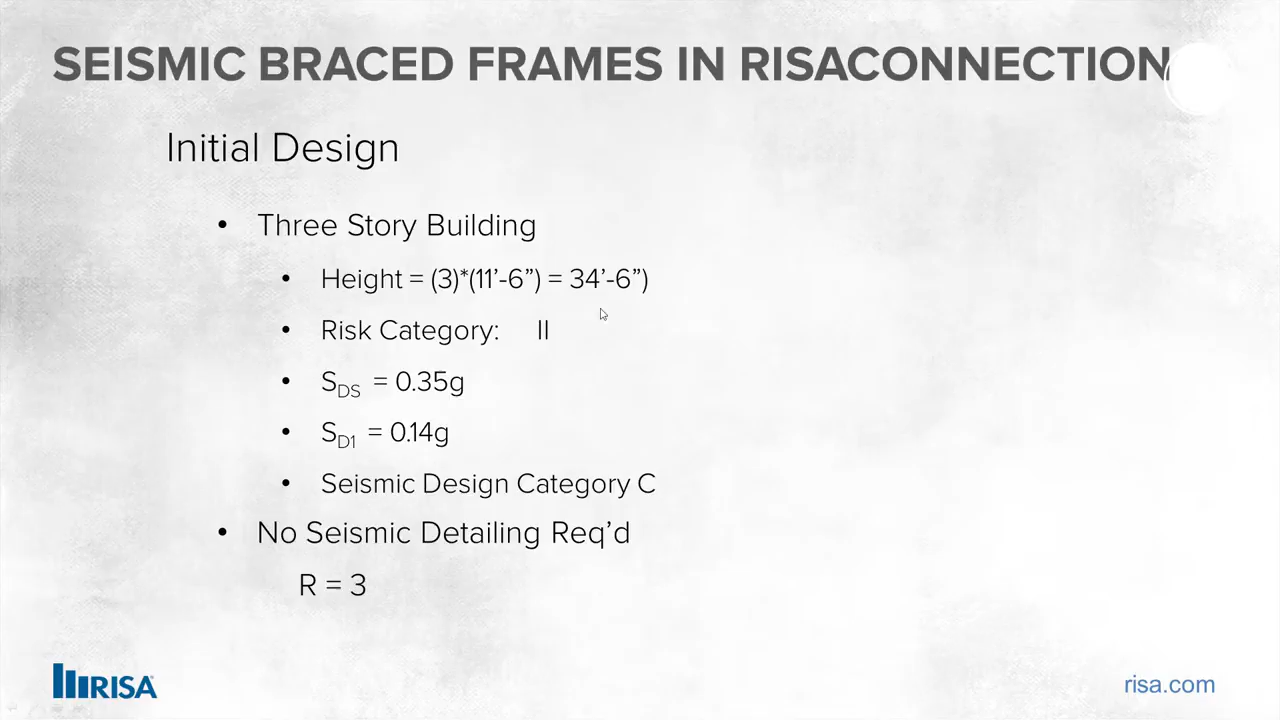 SEISMIC BRACED FRAMES IN RISACONNECTION
Initial Design
• Three Story Building
• Height = (3)*(11’-6”) = 34’-6”)
• Risk Category: II
• SDS = 0.35g
• SD1 = 0.14g
• Seismic Design Category C
• No Seismic Detailing Req’d
R = 3
RISA
risa.com